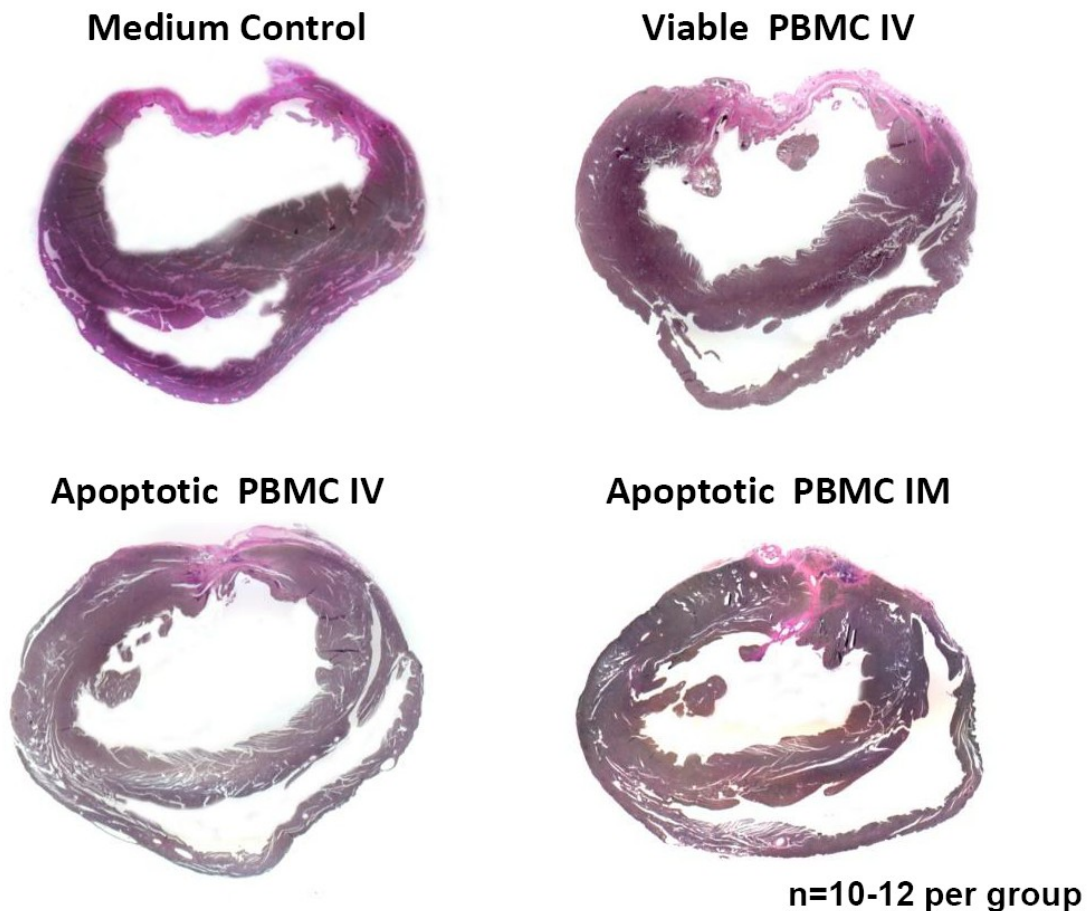 Medium Control
Viable PBMC IV
Apoptotic PBMC IV
Apoptotic PBMC IM
n=10-12 per group